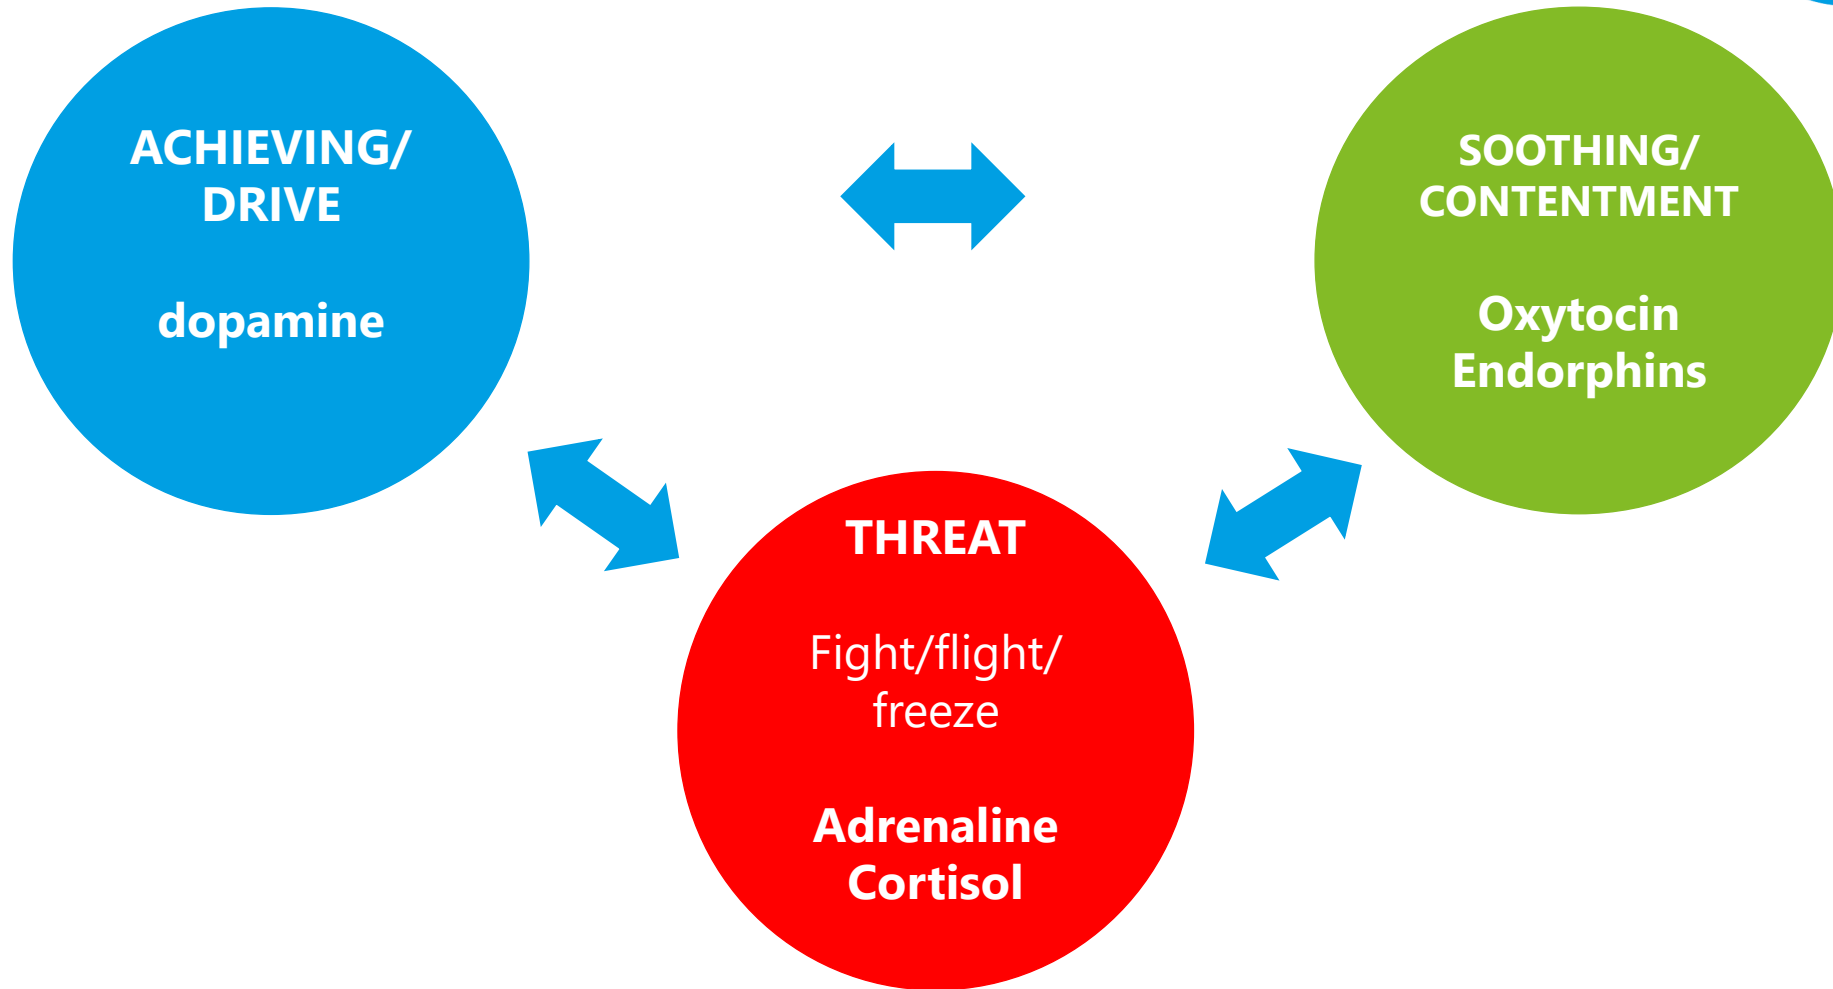 ACHIEVING/
DRIVE
dopamine
SOOTHING/
CONTENTMENT
Oxytocin
Endorphins
THREAT
Fight/flight/
freeze
Adrenaline
Cortisol